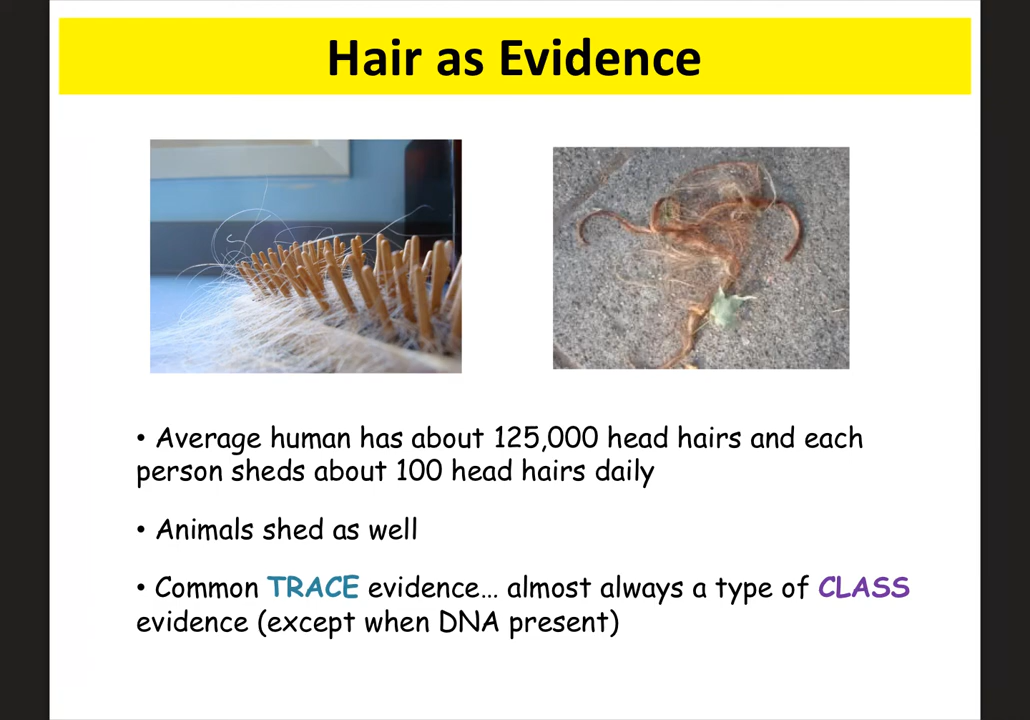 Hair as Evidence
• Average human has about 125,000 head hairs and each
person sheds about 100 head hairs daily
• Animals shed as well
• Common TRACE evidence... almost always a type of CLASS
evidence (except when DNA present)